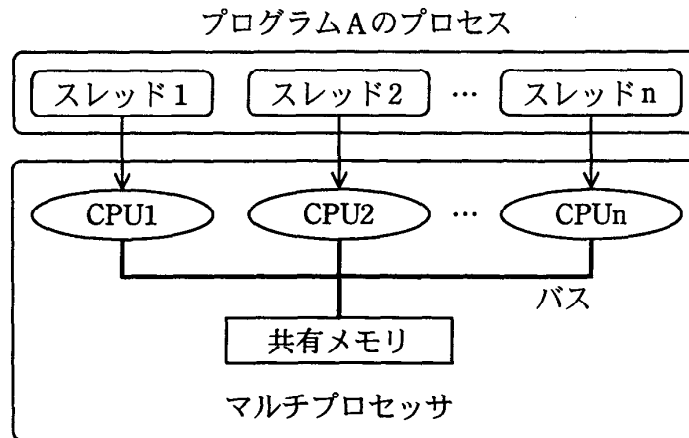 プログラムAのプロセス
スレッド1 スレッド2 … スレッドn
CPU1 CPU2 … CPUn
バス
共有メモリ
マルチプロセッサ